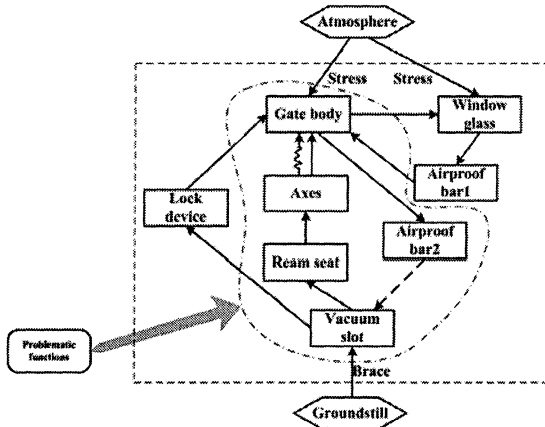 Atmosphere
Stress Stress
Gate body
Window
glass
Airproof
bar1
Axes
Lock
device
Airproof
bar2
Ream seat
Vacuum
slot
Problematic
functions
Brace
Groundstill